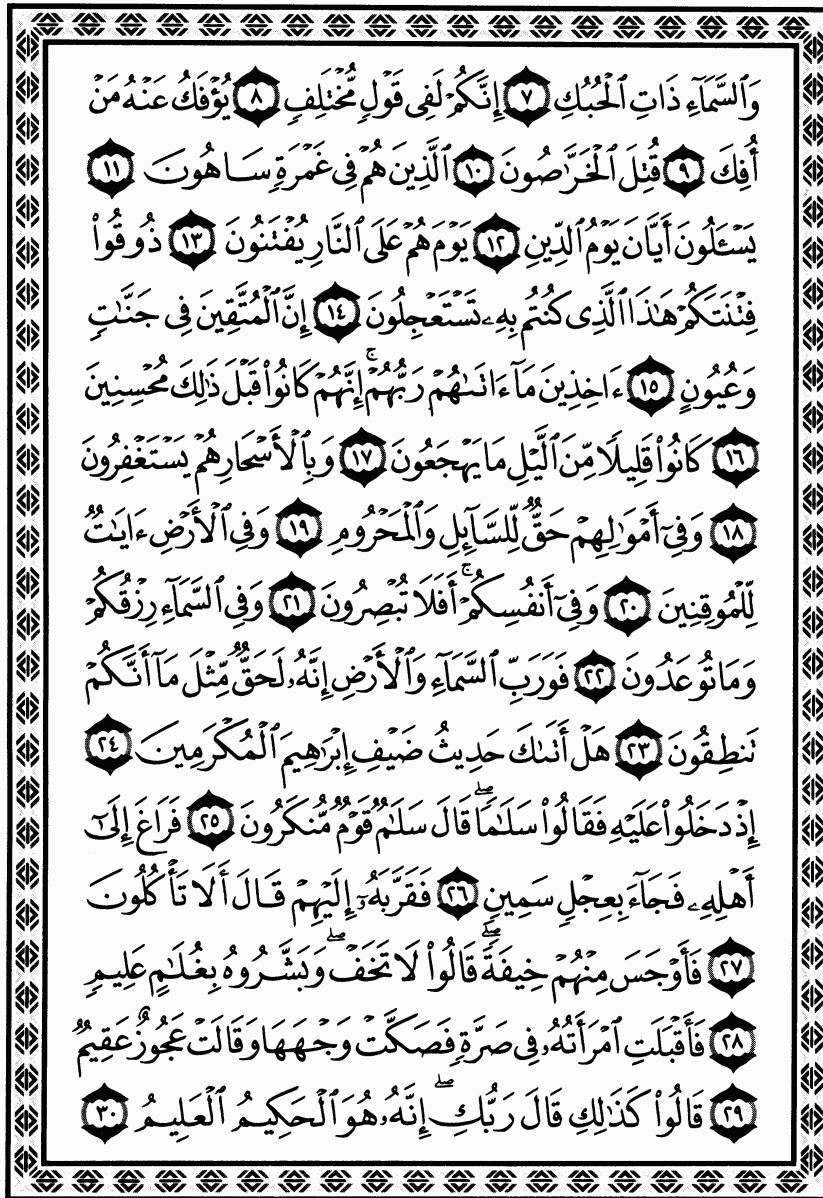 وَٱلسَّمَآءِ ذَاتِ ٱلۡحُبُكِ ٧ إِنَّكُمۡ لَفِى قَوۡلٍ مُّخۡتَلِفٍ ٨ يُؤۡفَكُ عَنۡهُ مَنۡ
أُفِكَ ٩ قُتِلَ ٱلۡخَرَّٰصُونَ ١٠ ٱلَّذِينَ هُمۡ فِى غَمۡرَةٍ سَاهُونَ ١١
يَسۡـَٔلُونَ أَيَّانَ يَوۡمُ ٱلدِّينِ ١٢ يَوۡمَ هُمۡ عَلَى ٱلنَّارِ يُفۡتَنُونَ ١٣ ذُوقُواْ
فِتۡنَتَكُمۡ هَٰذَا ٱلَّذِى كُنتُم بِهِۦ تَسۡتَعۡجِلُونَ ١٤ إِنَّ ٱلۡمُتَّقِينَ فِى جَنَّٰتٍ
وَعُيُونٍ ١٥ ءَاخِذِينَ مَآ ءَاتَىٰهُمۡ رَبُّهُمۡۚ إِنَّهُمۡ كَانُواْ قَبۡلَ ذَٰلِكَ مُحۡسِنِينَ
١٦ كَانُواْ قَلِيلًا مِّنَ ٱلَّيۡلِ مَا يَهۡجَعُونَ ١٧ وَبِٱلۡأَسۡحَارِ هُمۡ يَسۡتَغۡفِرُونَ
١٨ وَفِىٓ أَمۡوَٰلِهِمۡ حَقٌّ لِّلسَّآئِلِ وَٱلۡمَحۡرُومِ ١٩ وَفِى ٱلۡأَرۡضِ ءَايَٰتٌ
لِّلۡمُوقِنِينَ ٢٠ وَفِىٓ أَنفُسِكُمۡۚ أَفَلَا تُبۡصِرُونَ ٢١ وَفِى ٱلسَّمَآءِ رِزۡقُكُمۡ
وَمَا تُوعَدُونَ ٢٢ فَوَرَبِّ ٱلسَّمَآءِ وَٱلۡأَرۡضِ إِنَّهُۥ لَحَقٌّ مِّثۡلَ مَآ أَنَّكُمۡ
تَنطِقُونَ ٢٣ هَلۡ أَتَىٰكَ حَدِيثُ ضَيۡفِ إِبۡرَٰهِيمَ ٱلۡمُكۡرَمِينَ ٢٤
إِذۡ دَخَلُواْ عَلَيۡهِ فَقَالُواْ سَلَٰمًاۖ قَالَ سَلَٰمٌ قَوۡمٌ مُّنكَرُونَ ٢٥ فَرَاغَ إِلَىٰٓ
أَهۡلِهِۦ فَجَآءَ بِعِجۡلٍ سَمِينٍ ٢٦ فَقَرَّبَهُۥٓ إِلَيۡهِمۡ قَالَ أَلَا تَأۡكُلُونَ
٢٧ فَأَوۡجَسَ مِنۡهُمۡ خِيفَةًۖ قَالُواْ لَا تَخَفۡۖ وَبَشَّرُوهُ بِغُلَٰمٍ عَلِيمٍ
٢٨ فَأَقۡبَلَتِ ٱمۡرَأَتُهُۥ فِى صَرَّةٍ فَصَكَّتۡ وَجۡهَهَا وَقَالَتۡ عَجُوزٌ عَقِيمٌ
٢٩ قَالُواْ كَذَٰلِكِ قَالَ رَبُّكِۖ إِنَّهُۥ هُوَ ٱلۡحَكِيمُ ٱلۡعَلِيمُ ٣٠